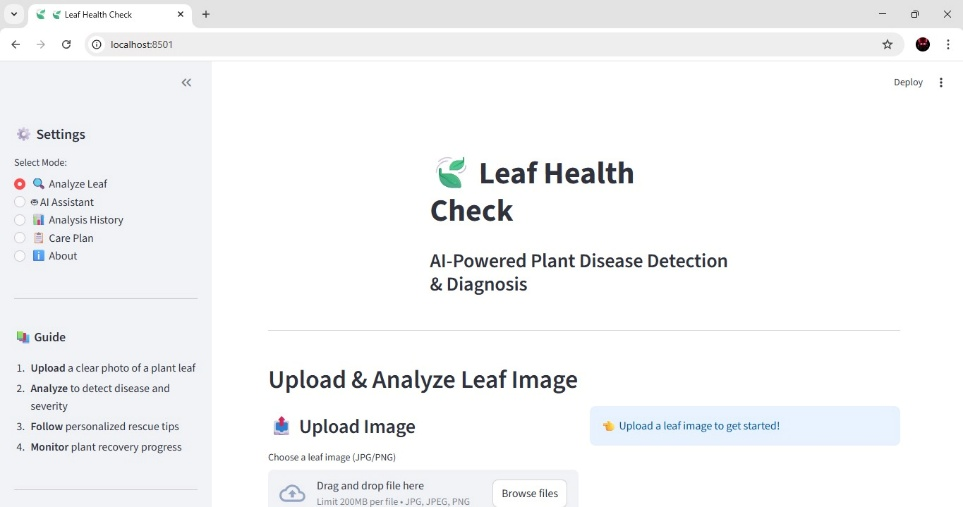 Leaf Health Check
localhost:8501
Deploy
Settings
Select Mode:
Analyze Leaf
AI Assistant
Analysis History
Care Plan
About
Guide
1. Upload a clear photo of a plant leaf
2. Analyze to detect disease and
severity
3. Follow personalized rescue tips
4. Monitor plant recovery progress
Leaf Health
Check
AI-Powered Plant Disease Detection
& Diagnosis
Upload & Analyze Leaf Image
Upload Image
Choose a leaf image (JPG/PNG)
Drag and drop file here
Limit 200MB per file • JPG, JPEG, PNG
Browse files
Upload a leaf image to get started!